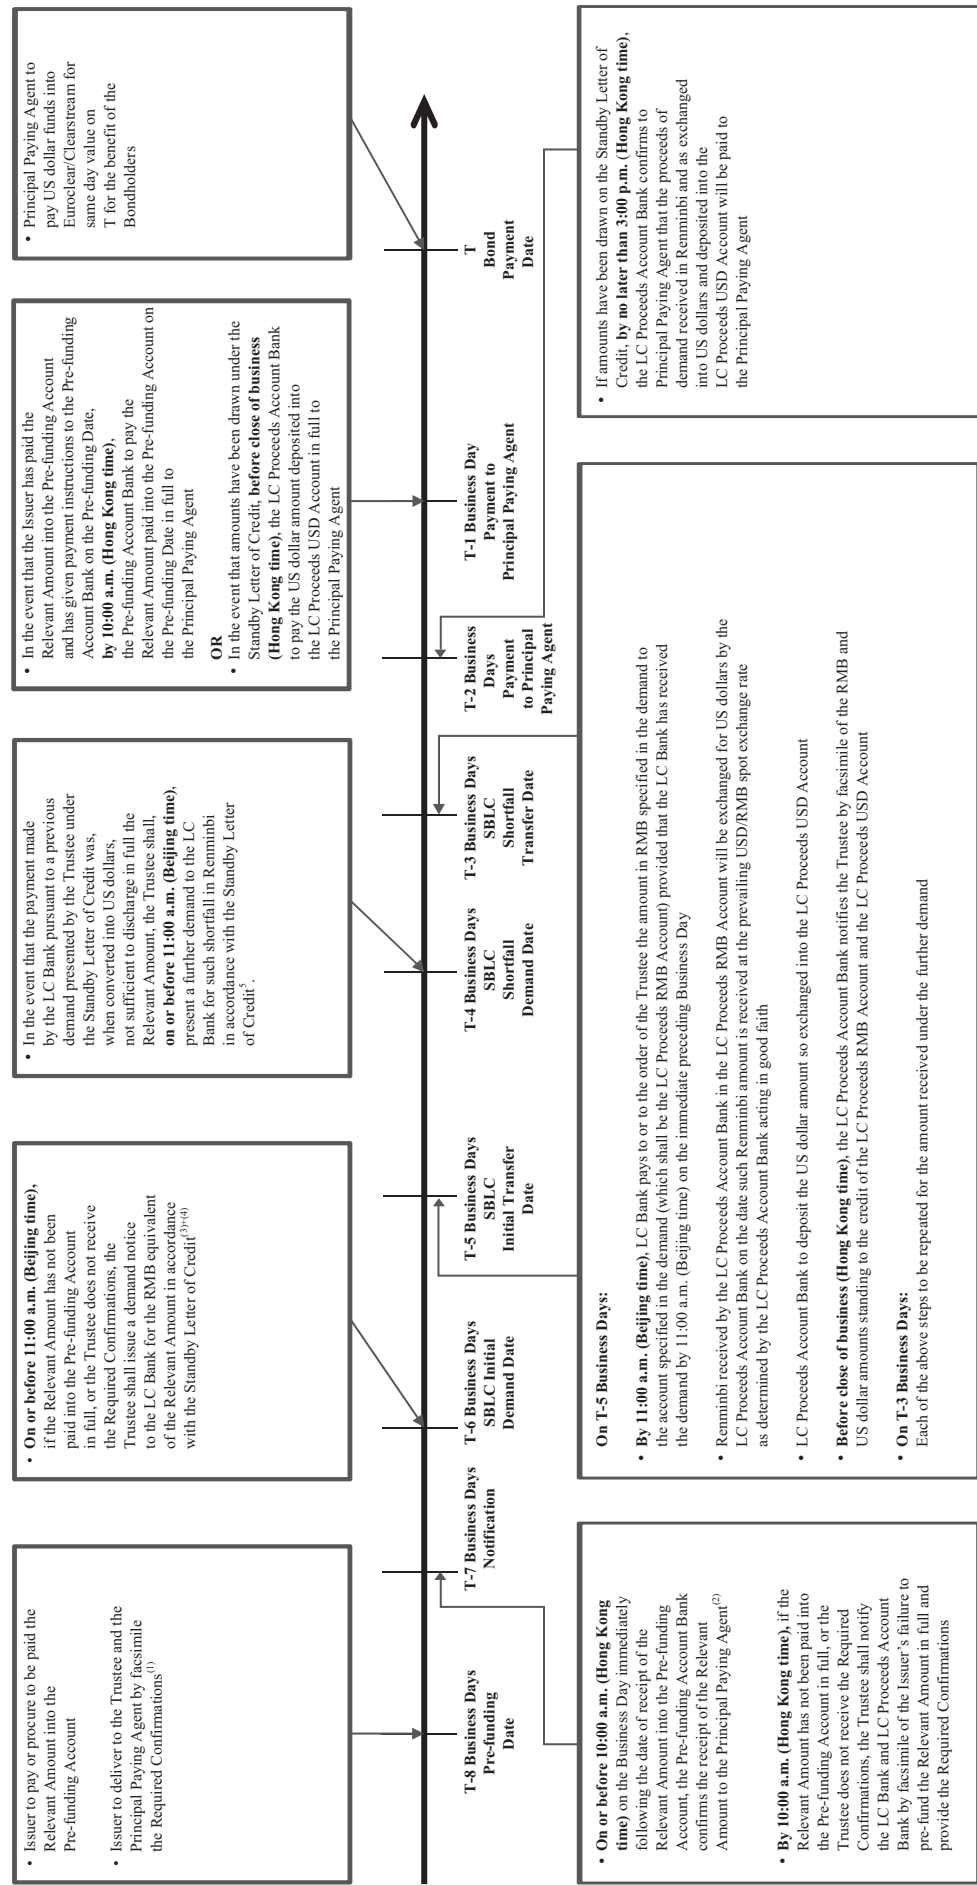 • Issuer to pay or procure to be paid the
Relevant Amount into the
Pre-funding Account
• Issuer to deliver to the Trustee and the
Principal Paying Agent by facsimile
the Required Confirmations(1)
• On or before 11:00 a.m. (Beijing time),
if the Relevant Amount has not been
paid into the Pre-funding Account
in full, or the Trustee does not receive
the Required Confirmations, the
Trustee shall issue a demand notice
to the LC Bank for the RMB equivalent
of the Relevant Amount in accordance
with the Standby Letter of Credit(3)+(4)
• In the event that the payment made
by the LC Bank pursuant to a previous
demand presented by the Trustee under
the Standby Letter of Credit was,
when converted into US dollars,
not sufficient to discharge in full the
Relevant Amount, the Trustee shall,
on or before 11:00 a.m. (Beijing time),
present a further demand to the LC
Bank for such shortfall in Renminbi
in accordance with the Standby Letter
of Credit5.
• In the event that the Issuer has paid the
Relevant Amount into the Pre-funding Account
and has given payment instructions to the Pre-funding
Account Bank on the Pre-funding Date,
by 10:00 a.m. (Hong Kong time),
the Pre-funding Account Bank to pay the
Relevant Amount paid into the Pre-funding Account on
the Pre-funding Date in full to
the Principal Paying Agent
OR
• In the event that amounts have been drawn under the
Standby Letter of Credit, before close of business
(Hong Kong time), the LC Proceeds Account Bank
to pay the US dollar amount deposited into
the LC Proceeds USD Account in full to
the Principal Paying Agent
• Principal Paying Agent to
pay US dollar funds into
Euroclear/Clearstream for
same day value on
T for the benefit of the
Bondholders
T-8 Business Days
Pre-funding
Date
T-7 Business Days
Notification
T-6 Business Days
SBLC Initial
Demand Date
T-5 Business Days
SBLC
Initial Transfer
Date
T-4 Business Days
SBLC
Shortfall
Demand Date
T-3 Business Days
SBLC
Shortfall
Transfer Date
T-2 Business
Days
Payment
to Principal
Paying Agent
T-1 Business Day
Payment to
Principal Paying Agent
T
Bond
Payment
Date
• On or before 10:00 a.m. (Hong Kong
time) on the Business Day immediately
following the date of receipt of the
Relevant Amount into the Pre-funding
Account, the Pre-funding Account Bank
confirms the receipt of the Relevant
Amount to the Principal Paying Agent(2)
• By 10:00 a.m. (Hong Kong time), if the
Relevant Amount has not been paid into
the Pre-funding Account in full, or the
Trustee does not receive the Required
Confirmations, the Trustee shall notify
the LC Bank and LC Proceeds Account
Bank by facsimile of the Issuer's failure to
pre-fund the Relevant Amount in full and
provide the Required Confirmations
On T-5 Business Days:
• By 11:00 a.m. (Beijing time), LC Bank pays to or to the order of the Trustee the amount in RMB specified in the demand to
the account specified in the demand (which shall be the LC Proceeds RMB Account) provided that the LC Bank has received
the demand by 11:00 a.m. (Beijing time) on the immediate preceding Business Day
• Renminbi received by the LC Proceeds Account Bank in the LC Proceeds RMB Account will be exchanged for US dollars by the
LC Proceeds Account Bank on the date such Renminbi amount is received at the prevailing USD/RMB spot exchange rate
as determined by the LC Proceeds Account Bank acting in good faith
• LC Proceeds Account Bank to deposit the US dollar amount so exchanged into the LC Proceeds USD Account
• Before close of business (Hong Kong time), the LC Proceeds Account Bank notifies the Trustee by facsimile of the RMB and
US dollar amounts standing to the credit of the LC Proceeds RMB Account and the LC Proceeds USD Account
• On T-3 Business Days:
Each of the above steps to be repeated for the amount received under the further demand
• If amounts have been drawn on the Standby Letter of
Credit, by no later than 3:00 p.m. (Hong Kong time),
the LC Proceeds Account Bank confirms to
Principal Paying Agent that the proceeds of
demand received in Renminbi and as exchanged
into US dollars and deposited into the
LC Proceeds USD Account will be paid to
the Principal Paying Agent